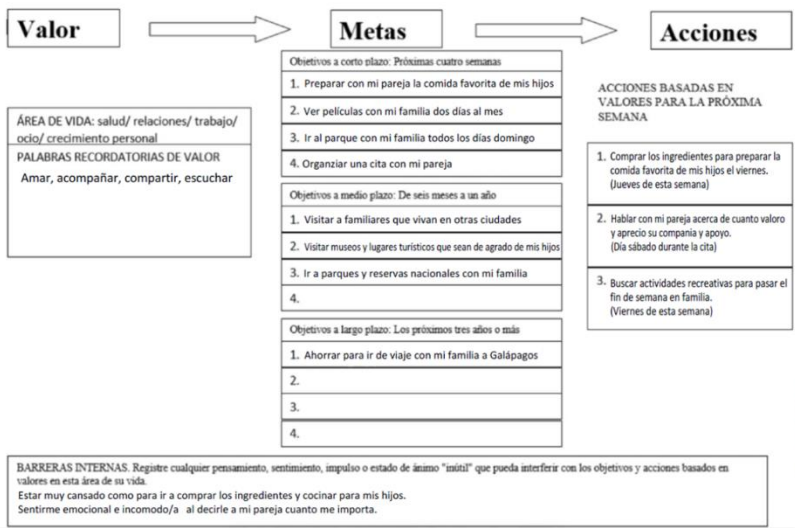 Valor
Metas
Acciones
ÁREA DE VIDA: salud/ relaciones/ trabajo/
ocio/ crecimiento personal
PALABRAS RECORDATORIAS DE VALOR
Amar, acompañar, compartir, escuchar
Objetivos a corto plazo: Próximas cuatro semanas
1. Preparar con mi pareja la comida favorita de mis hijos
2. Ver películas con mi familia dos días al mes
3. Ir al parque con mi familia todos los días domingo
4. Organziar una cita con mi pareja
Objetivos a medio plazo: De seis meses a un año
1. Visitar a familiares que vivan en otras ciudades
2. Visitar museos y lugares turísticos que sean de agrado de mis hijos
3. Ir a parques y reservas nacionales con mi familia
4.
Objetivos a largo plazo: Los próximos tres años o más
1. Ahorrar para ir de viaje con mi familia a Galápagos
2.
3.
4.
ACCIONES BASADAS EN
VALORES PARA LA PRÓXIMA
SEMANA
1. Comprar los ingredientes para preparar la
comida favorita de mis hijos el viernes.
(Jueves de esta semana)
2. Hablar con mi pareja acerca de cuanto valoro
y aprecio su compania y apoyo.
(Día sábado durante la cita)
3. Buscar actividades recreativas para pasar el
fin de semana en familia.
(Viernes de esta semana)
BARRERAS INTERNAS. Registre cualquier pensamiento, sentimiento, impulso o estado de ánimo "inútil" que pueda interferir con los objetivos y acciones basados en
valores en esta área de su vida.
Estar muy cansado como para ir a comprar los ingredientes y cocinar para mis hijos.
Sentirme emocional e incomodo/a al decirle a mi pareja cuanto me importa.